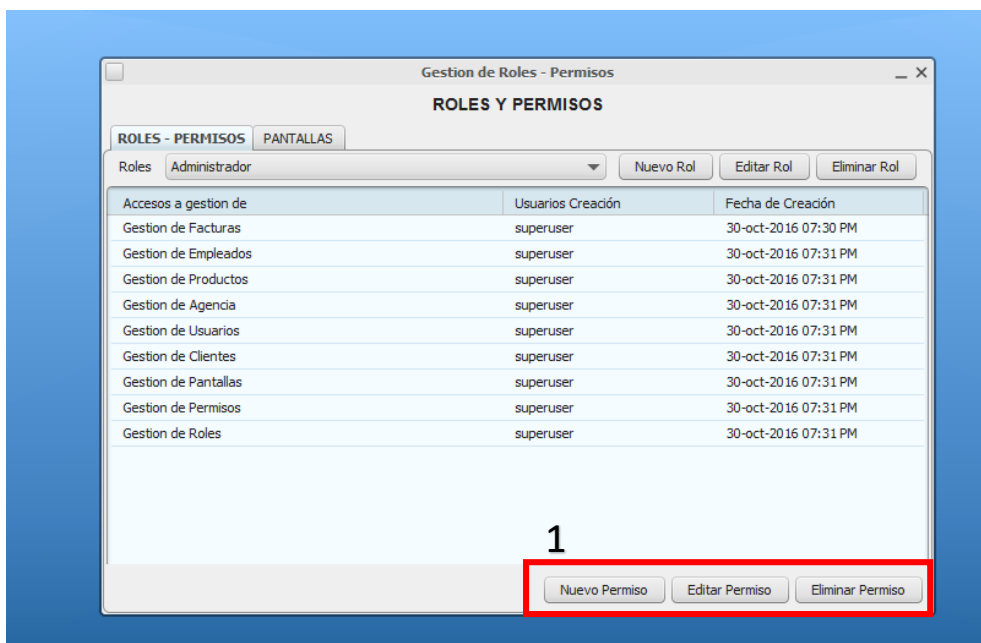 Gestion de Roles - Permisos
ROLES Y PERMISOS
ROLES - PERMISOS PANTALLAS
Roles Administrador Nuevo Rol Editar Rol Eliminar Rol
Accesos a gestion de Usuarios Creación Fecha de Creación
Gestion de Facturas superuser 30-oct-2016 07:30 PM
Gestion de Empleados superuser 30-oct-2016 07:31 PM
Gestion de Productos superuser 30-oct-2016 07:31 PM
Gestion de Agencia superuser 30-oct-2016 07:31 PM
Gestion de Usuarios superuser 30-oct-2016 07:31 PM
Gestion de Clientes superuser 30-oct-2016 07:31 PM
Gestion de Pantallas superuser 30-oct-2016 07:31 PM
Gestion de Permisos superuser 30-oct-2016 07:31 PM
Gestion de Roles superuser 30-oct-2016 07:31 PM
1
Nuevo Permiso Editar Permiso Eliminar Permiso